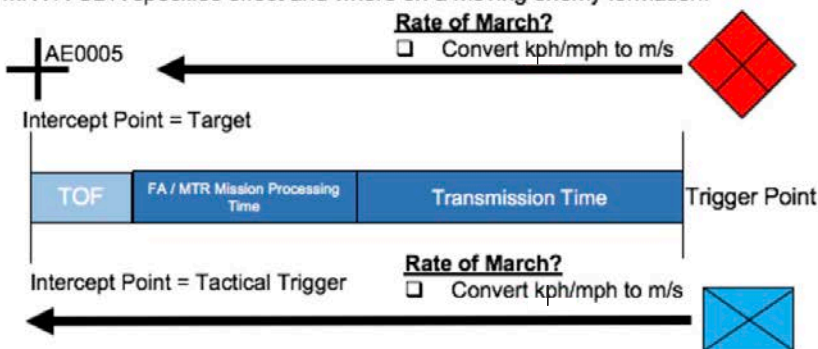 Rate of March?
❑ Convert kph/mph to m/s
AE0005
Intercept Point = Target
TOF
FA / MTR Mission Processing
Time
Transmission Time
Trigger Point
Rate of March?
Intercept Point = Tactical Trigger
❑ Convert kph/mph to m/s